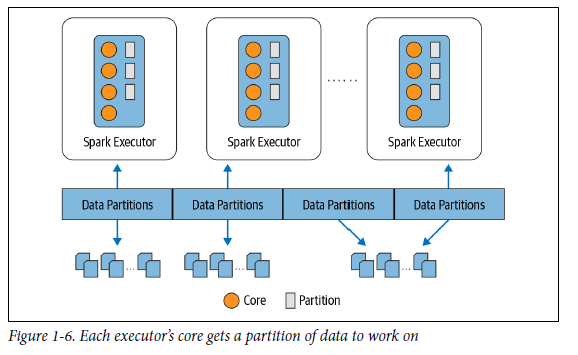 Spark Executor
Spark Executor
......
Spark Executor
Data Partitions
Data Partitions
Data Partitions
Data Partitions
...
...
...
Core
Partition
Figure 1-6. Each executor's core gets a partition of data to work on